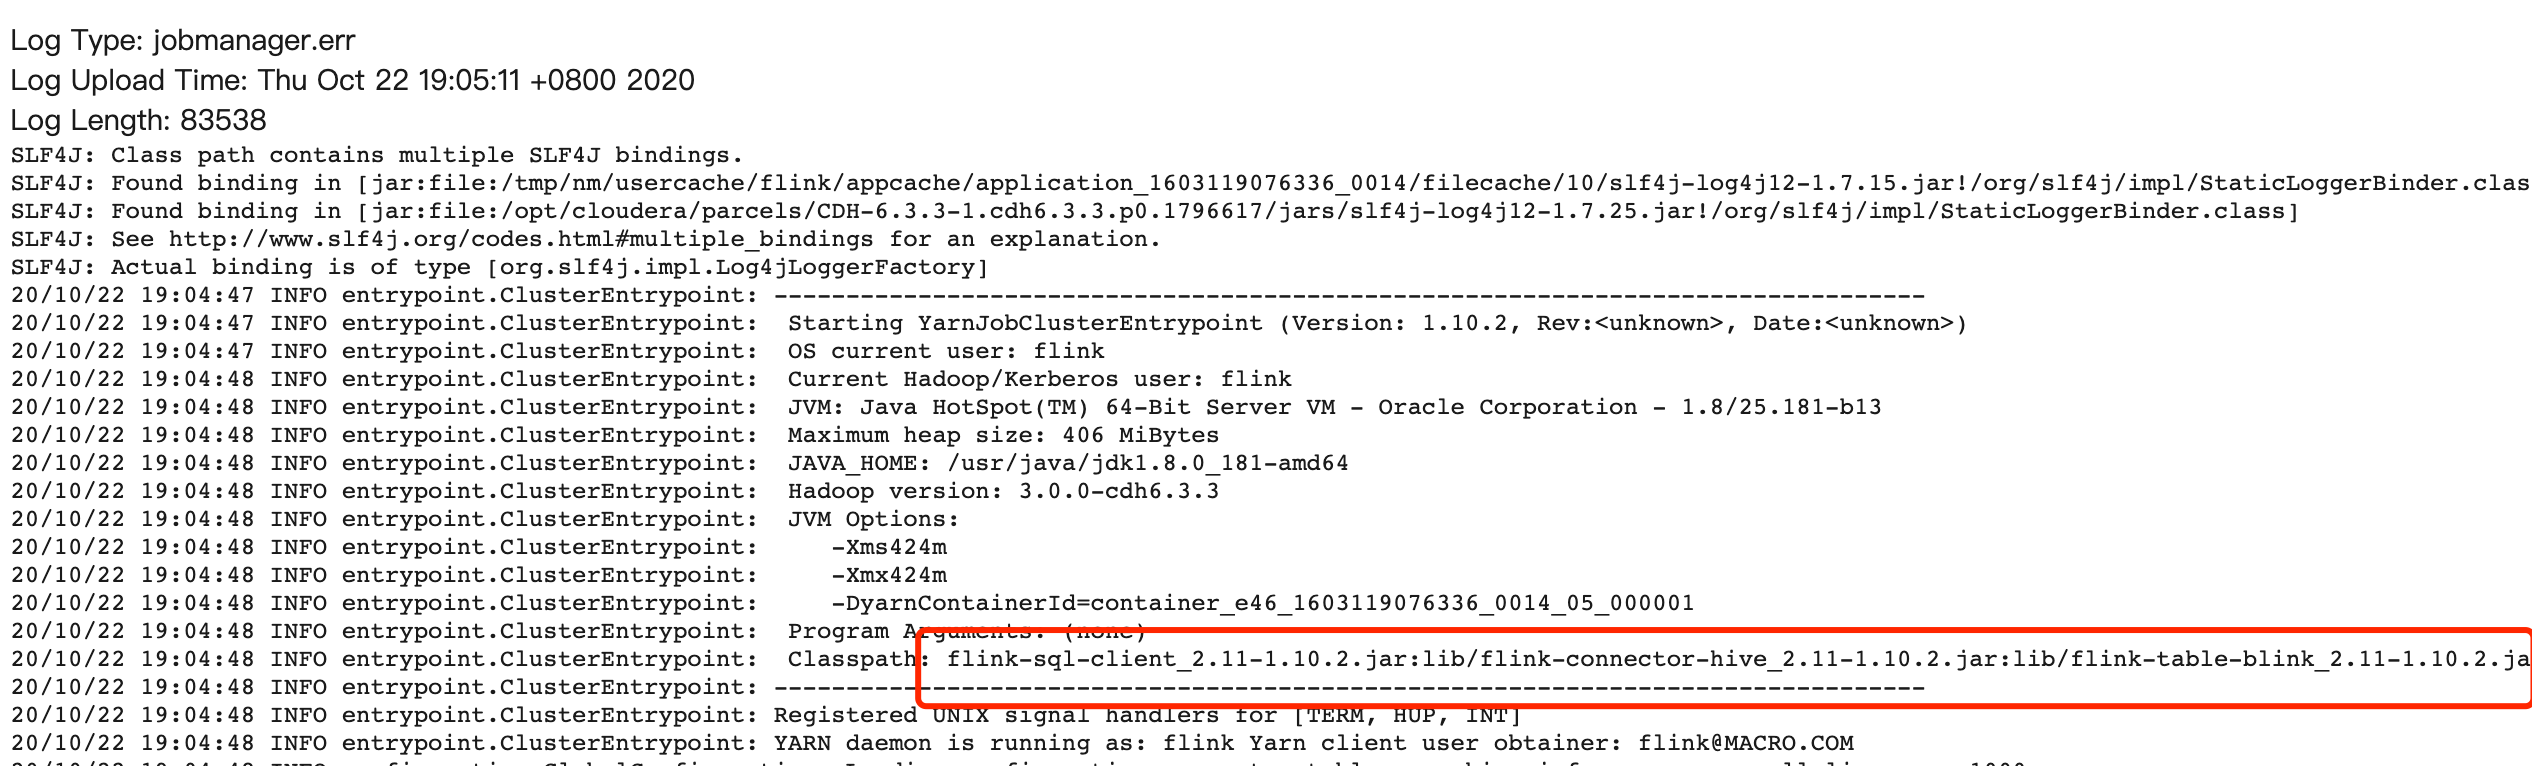 Log Type: jobmanager.err
Log Upload Time: Thu Oct 22 19:05:11 +0800 2020
Log Length: 83538
SLF4J: Class path contains multiple SLF4J bindings.
SLF4J: Found binding in [jar:file:/tmp/nm/usercache/flink/appcache/application_1603119076336_0014/filecache/10/slf4j-log4j12-1.7.15.jar!/org/slf4j/impl/StaticLoggerBinder.clas
SLF4J: Found binding in [jar:file:/opt/cloudera/parcels/CDH-6.3.3-1.cdh6.3.3.p0.1796617/jars/slf4j-log4j12-1.7.25.jar!/org/slf4j/impl/StaticLoggerBinder.class]
SLF4J: See http://www.slf4j.org/codes.html#multiple_bindings for an explanation.
SLF4J: Actual binding is of type [org.slf4j.impl.Log4jLoggerFactory]
20/10/22 19:04:47 INFO entrypoint.ClusterEntrypoint: --------------------------------------------------------------------------------
20/10/22 19:04:47 INFO entrypoint.ClusterEntrypoint:  Starting YarnJobClusterEntrypoint (Version: 1.10.2, Rev:<unknown>, Date:<unknown>)
20/10/22 19:04:47 INFO entrypoint.ClusterEntrypoint:  OS current user: flink
20/10/22 19:04:48 INFO entrypoint.ClusterEntrypoint:  Current Hadoop/Kerberos user: flink
20/10/22 19:04:48 INFO entrypoint.ClusterEntrypoint:  JVM: Java HotSpot(TM) 64-Bit Server VM - Oracle Corporation - 1.8/25.181-b13
20/10/22 19:04:48 INFO entrypoint.ClusterEntrypoint:  Maximum heap size: 406 MiBytes
20/10/22 19:04:48 INFO entrypoint.ClusterEntrypoint:  JAVA_HOME: /usr/java/jdk1.8.0_181-amd64
20/10/22 19:04:48 INFO entrypoint.ClusterEntrypoint:  Hadoop version: 3.0.0-cdh6.3.3
20/10/22 19:04:48 INFO entrypoint.ClusterEntrypoint:  JVM Options:
20/10/22 19:04:48 INFO entrypoint.ClusterEntrypoint:     -Xms424m
20/10/22 19:04:48 INFO entrypoint.ClusterEntrypoint:     -Xmx424m
20/10/22 19:04:48 INFO entrypoint.ClusterEntrypoint:     -DyarnContainerId=container_e46_1603119076336_0014_05_000001
20/10/22 19:04:48 INFO entrypoint.ClusterEntrypoint:  Program Arguments: (none)
20/10/22 19:04:48 INFO entrypoint.ClusterEntrypoint:  Classpath: flink-sql-client_2.11-1.10.2.jar:lib/flink-connector-hive_2.11-1.10.2.jar:lib/flink-table-blink_2.11-1.10.2.ja
20/10/22 19:04:48 INFO entrypoint.ClusterEntrypoint: --------------------------------------------------------------------------------
20/10/22 19:04:48 INFO entrypoint.ClusterEntrypoint: Registered UNIX signal handlers for [TERM, HUP, INT]
20/10/22 19:04:48 INFO entrypoint.ClusterEntrypoint: YARN daemon is running as: flink Yarn client user obtainer: flink@MACRO.COM